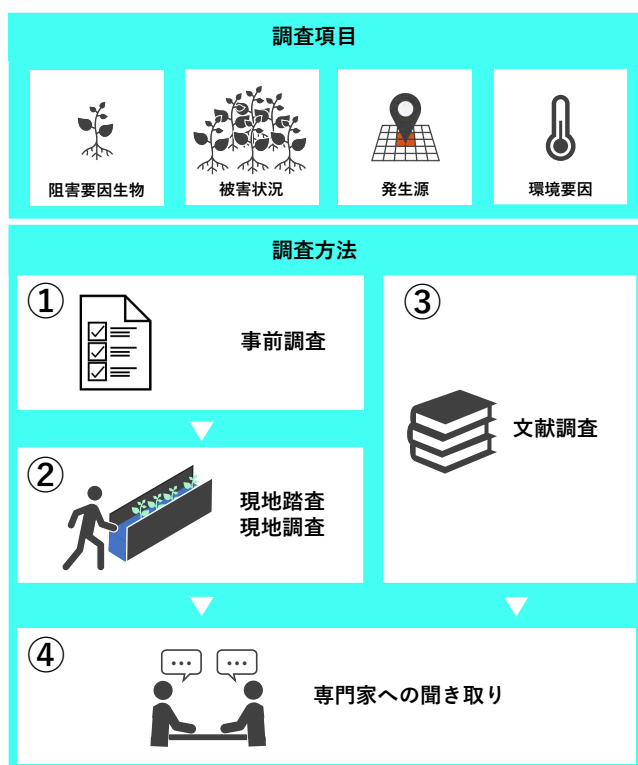 調査項目
阻害要因生物
被害状況
発生源
環境要因
調査方法
①
事前調査
②
現地踏査
現地調査
③
文献調査
④
専門家への聞き取り